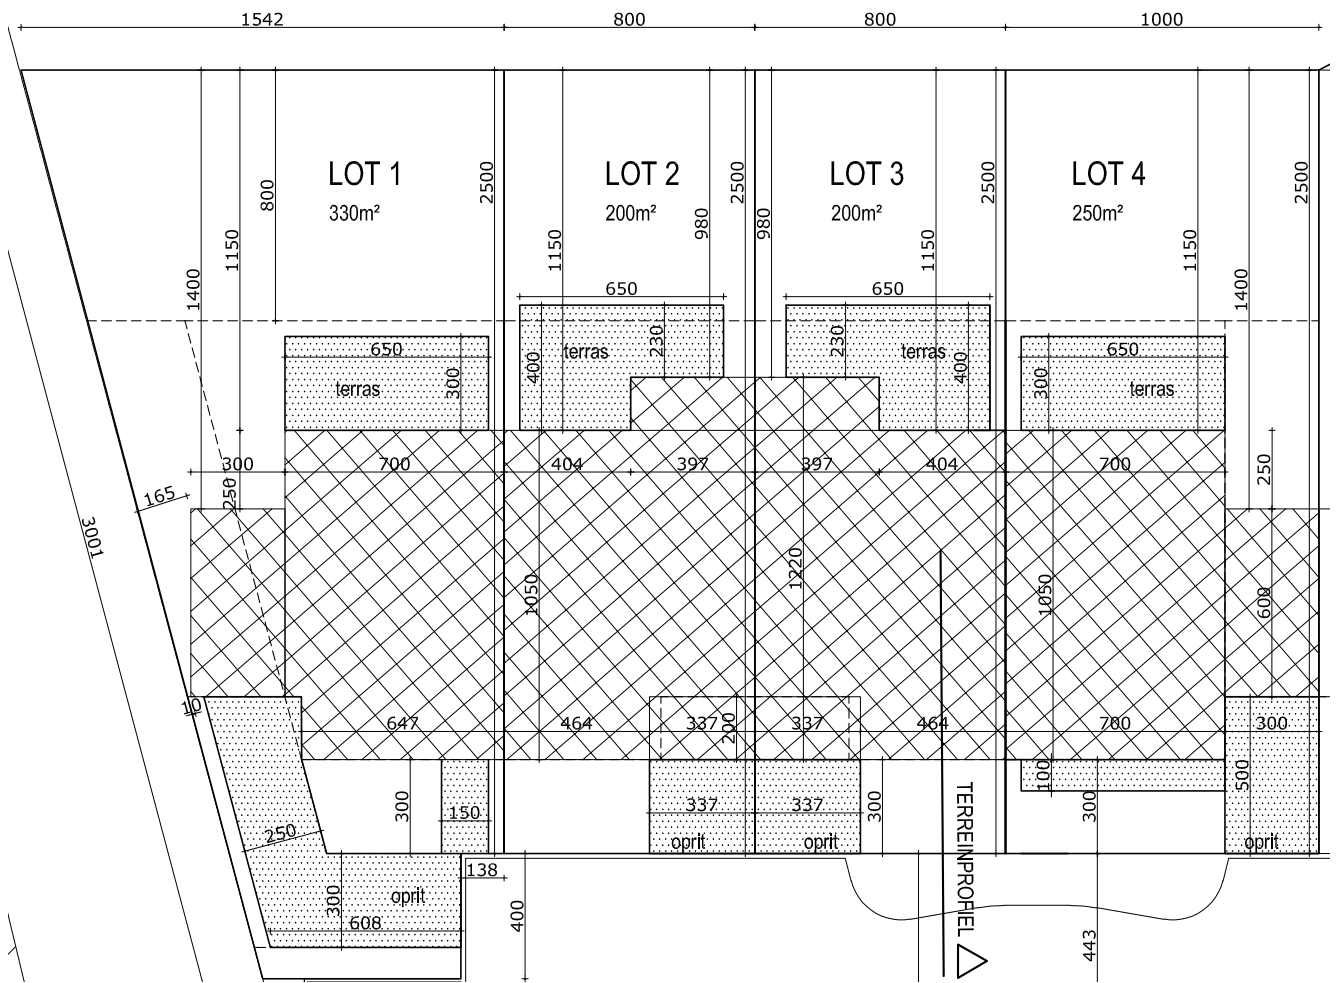 1542 800 800 1000
LOT 1 LOT 2 LOT 3 LOT 4
330m² 200m² 200m² 250m²
800 2500 980 2500 980 2500 2500
1400 1150 1150 1150 1150 1400
650 650
650 400 terras 230 230 terras 400 650
terras 300 300 terras
300 700 404 397 397 404 700
165 250 250
3001
1050 1220 1050 600
10
647 464 337 200 337 464 700 300
100 500
300 150 337 337 300 300
250 oprit oprit oprit
138
300 oprit
608
400
TERREINPROFIEL
443